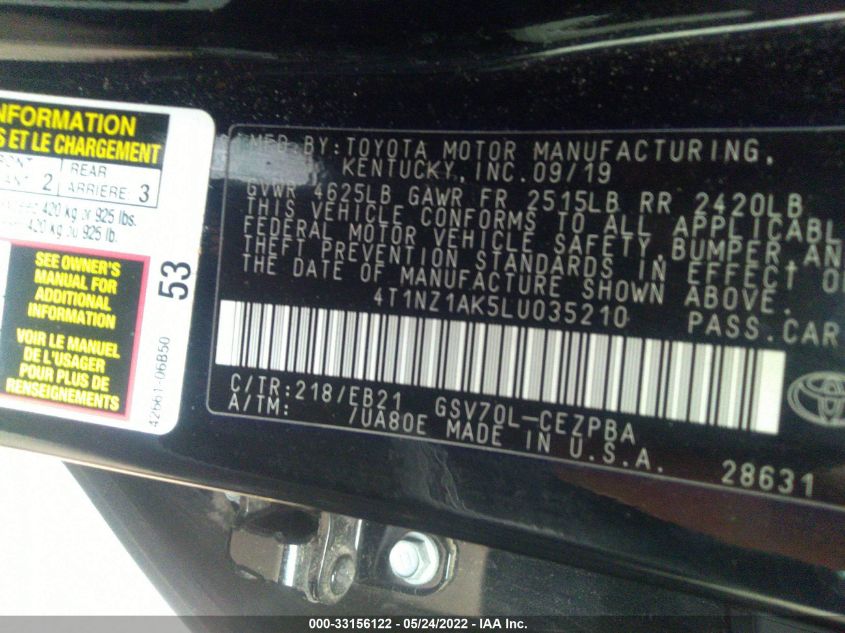 INFORMATION
S ET LE CHARGEMENT
2
REAR
ARRIERE 3
420 kg or 925 lbs.
420 kg ou 925 lb.
SEE OWNER'S
MANUAL FOR
ADDITIONAL
INFORMATION
VOIR LE MANUEL
DE L'USAGER
POUR PLUS DE
RENSEIGNEMENTS
53
42661-06B50
MFD BY:TOYOTA MOTOR MANUFACTURING,
KENTUCKY, INC. 09/19
GVWR 4625LB GAWR FR 2515LB RR 2420LB
THIS VEHICLE CONFORMS TO ALL APPLICABL
FEDERAL MOTOR VEHICLE SAFETY, BUMPER, AN
THEFT PREVENTION STANDARDS IN EFFECT O
THE DATE OF MANUFACTURE SHOWN ABOVE.
4T1NZ1AK5LU035210 PASS.CAR
C/TR:218/EB21 GSV70L-CEZPBA
A/TM: /UA80E MADE IN U.S.A.
28631
000-33156122 - 05/24/2022 - IAA Inc.